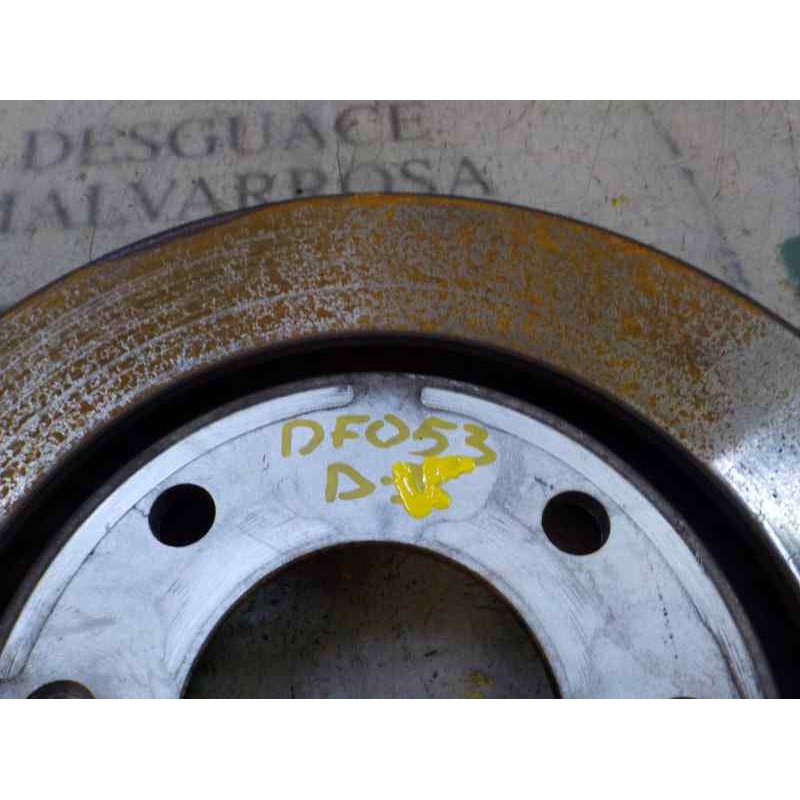 DESGUACE
MALVARROSA
DF053
D: